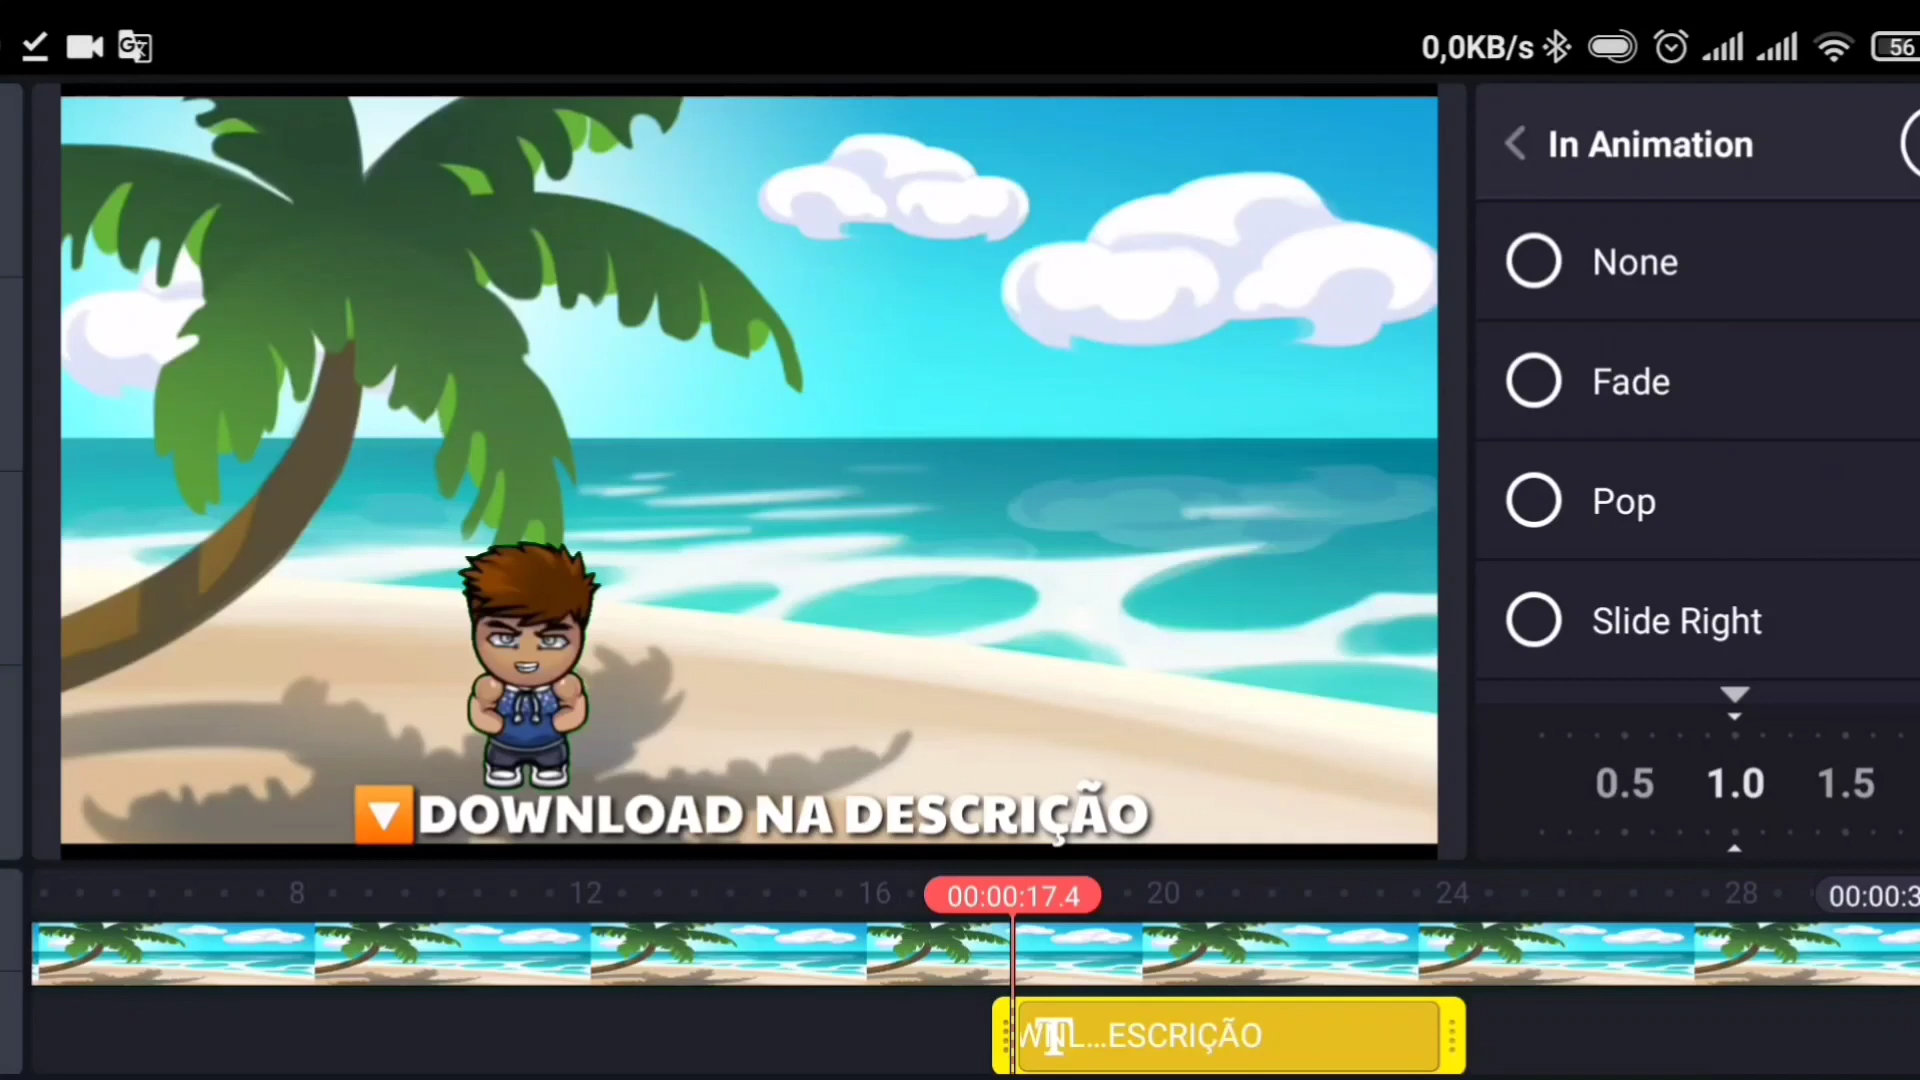 0,0KB/s 56
In Animation
None
Fade
Pop
Slide Right
0.5 1.0 1.5
DOWNLOAD NA DESCRIÇÃO
8 12 16 00:00:17.4 20 24 28 00:00:3
WNL...ESCRIÇÃO